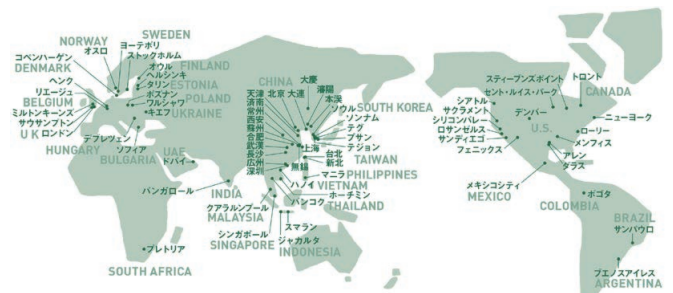 SWEDEN
NORWAY
ヨーテボリ
オスロ
ストックホルム
コペンハーゲン
DENMARK
オウル
FINLAND
ヘルシンキ
ヘンク
タリン
ESTONIA
リエージュ
ポズナン
POLAND
BELGIUM
ワルシャワ
ミルトンキーンズ
キエフ
UKRAINE
サウサンプトン
UK
ロンドン
デブレツェン
HUNGARY
ソフィア
BULGARIA
UAE
ドバイ
バンガロール
INDIA
プレトリア
SOUTH AFRICA
CHINA
大慶
天津
北京
大連
瀋陽
済南
本渓
常州
ソウル
SOUTH KOREA
西安
ソンナム
蘇州
テグ
合肥
プサン
武漢
上海
テジョン
長沙
台北
TAIWAN
広州
無錫
新北
深圳
マニラ
PHILIPPINES
ハノイ
VIETNAM
ホーチミン
クアラルンプール
バンコク
THAILAND
MALAYSIA
シンガポール
スマラン
SINGAPORE
ジャカルタ
INDONESIA
スティーブンズポイント
トロント
セント・ルイス・パーク
CANADA
シアトル
サクラメント
デンバー
ニューヨーク
シリコンバレー
U.S.
ロサンゼルス
ローリー
サンディエゴ
メンフィス
フェニックス
アレン
ダラス
メキシコシティ
MEXICO
ボゴタ
COLOMBIA
BRAZIL
サンパウロ
ブエノスアイレス
ARGENTINA